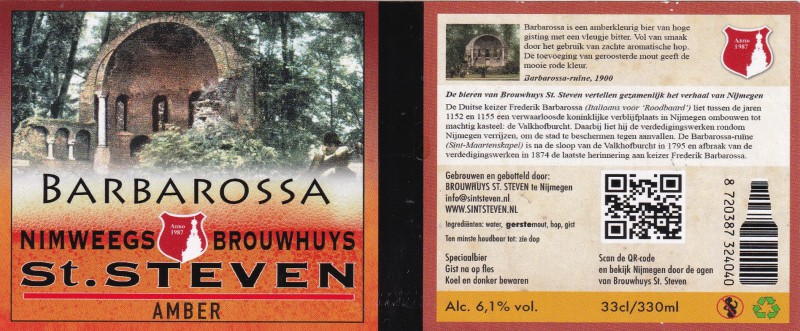 BARBAROSSA
Anno
1987
NIMWEEGS BROUWHUYS
St. STEVEN
AMBER
Barbarossa is een amberkleurig bier van hoge
gisting met een vleugje bitter. Vol van smaak
door het gebruik van zachte aromatische hop.
De toevoeging van geroosterde mout geeft de
mooie rode kleur.
Barbarossa-ruïne, 1900
Anno
1987
De bieren van Brouwhuys St. Steven vertellen gezamenlijk het verhaal van Nijmegen
De Duitse keizer Frederik Barbarossa (Italiaans voor 'Roodbaard') liet tussen de jaren
1152 en 1155 een verwaarloosde koninklijke verblijfplaats in Nijmegen ombouwen tot
machtig kasteel: de Valkhofburcht. Daarbij liet hij de verdedigingswerken rondom
Nijmegen verrijzen, om de stad te beschermen tegen aanvallen. De Barbarossa-ruïne
(Sint-Maartenskapel) is na de sloop van de Valkhofburcht in 1795 en afbraak van de
verdedigingswerken in 1874 de laatste herinnering aan keizer Frederik Barbarossa.
Gebrouwen en gebotteld door:
BROUWHUYS ST. STEVEN te Nijmegen
info@sintsteven.nl
WWW.SINTSTEVEN.NL
Ingrediënten: water, gerstemout, hop, gist
Ten minste houdbaar tot: zie dop
Speciaalbier
Gist na op fles
Koel en donker bewaren
Scan de QR-code
en bekijk Nijmegen door de ogen
van Brouwhuys St. Steven
8 720387 324040
Alc. 6,1% vol.
33cl/330ml